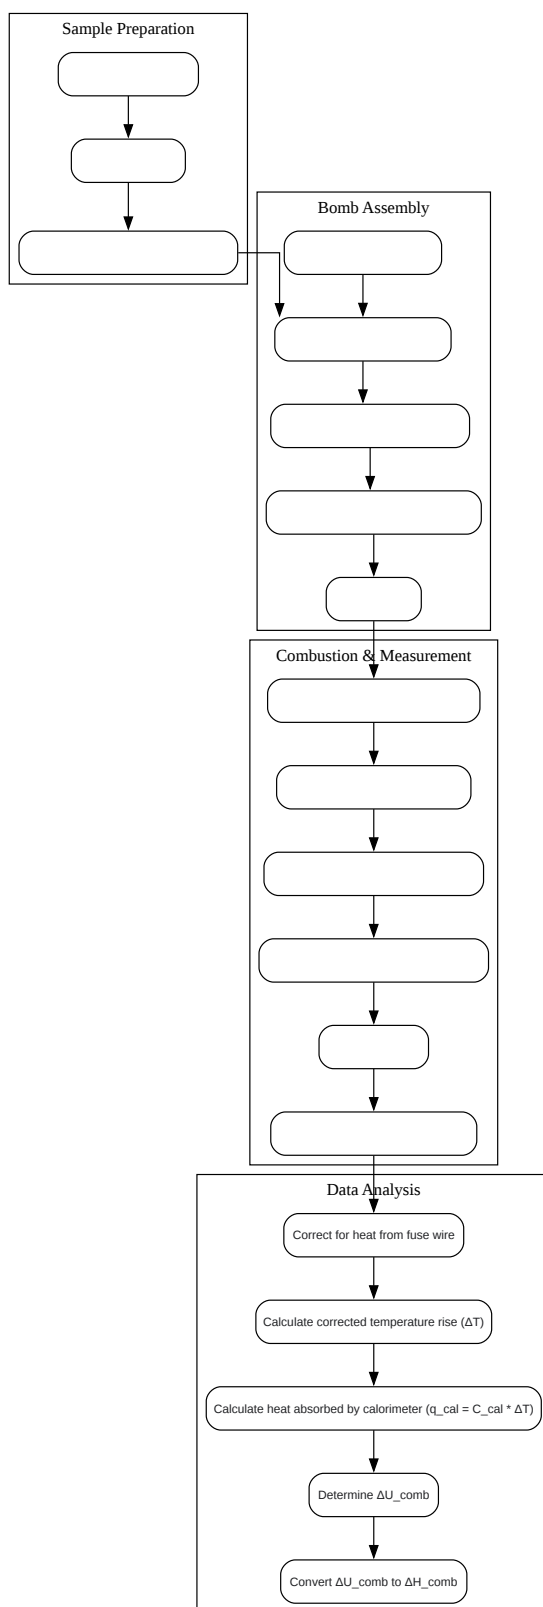 Sample Preparation
Bomb Assembly
Combustion & Measurement
Data Analysis
Correct for heat from fuse wire
Calculate corrected temperature rise (ΔT)
Calculate heat absorbed by calorimeter (q_cal = C_cal * ΔT)
Determine ΔU_comb
Convert ΔU_comb to ΔH_comb